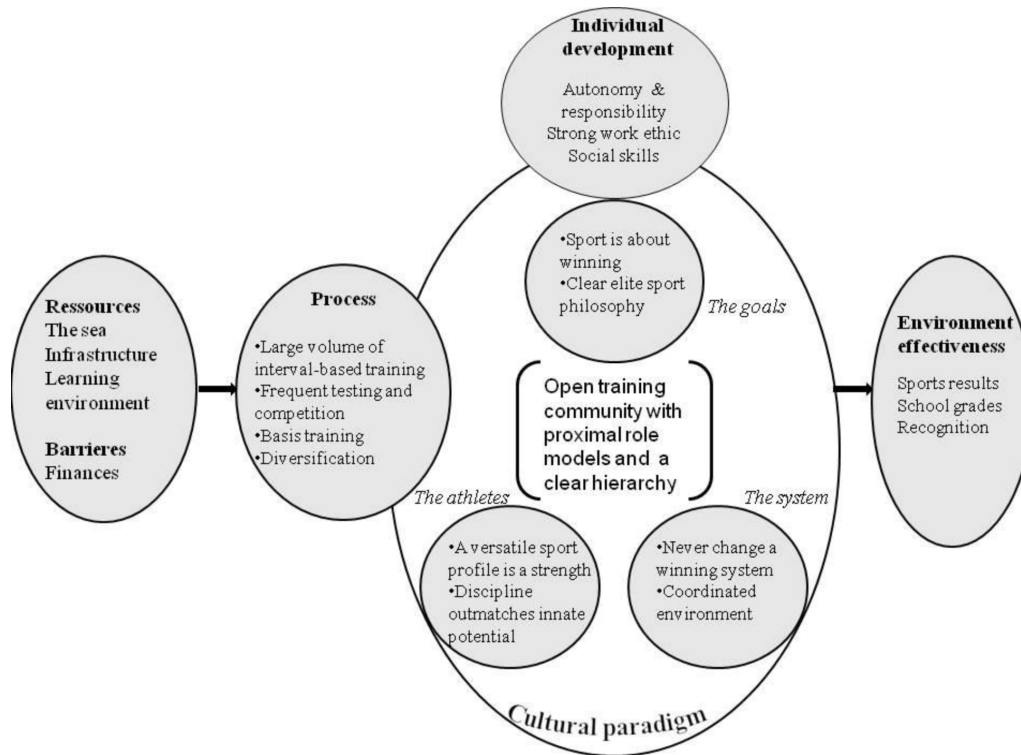 Individual
development
Autonomy &
responsibility
Strong work ethic
Social skills
•Sport is about
winning
•Clear elite sport
philosophy
The goals
Ressources
The sea
Infrastructure
Learning
environment
Barrieres
Finances
Process
•Large volume of
interval-based training
•Frequent testing and
competition
•Basis training
•Diversification
Open training
community with
proximal role
models and a
clear hierarchy
Environment
effectiveness
Sports results
School grades
Recognition
The athletes
•A versatile sport
profile is a strength
•Discipline
outmatches innate
potential
The system
•Never change a
winning system
•Coordinated
environment
Cultural paradigm